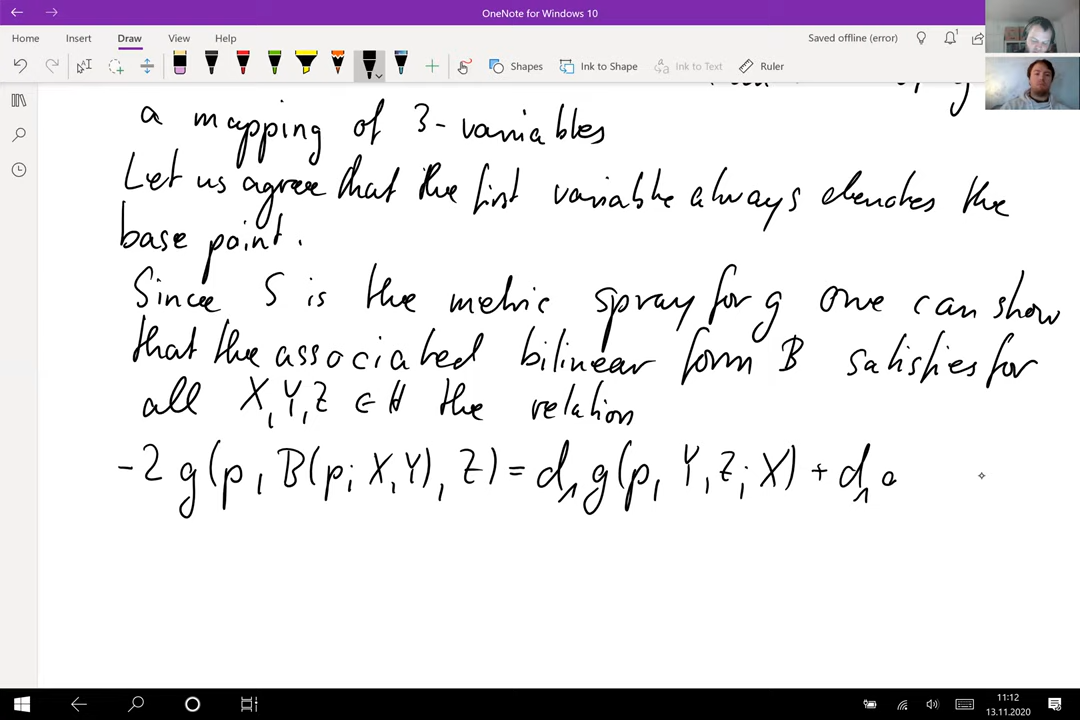 OneNote for Windows 10
Home Insert Draw View Help
Saved offline (error)
Shapes Ink to Shape Ink to Text Ruler
a mapping of 3-variables
Let us agree that the first variable always denotes the
base point.
Since S is the metric spray for g one can show
that the associated bilinear form B satisfies for
all X,Y,Z ∈ H the relation
-2 g(p, B(p; X,Y), Z) = d₁g(p, Y,Z; X) + d₁
11:12
13.11.2020